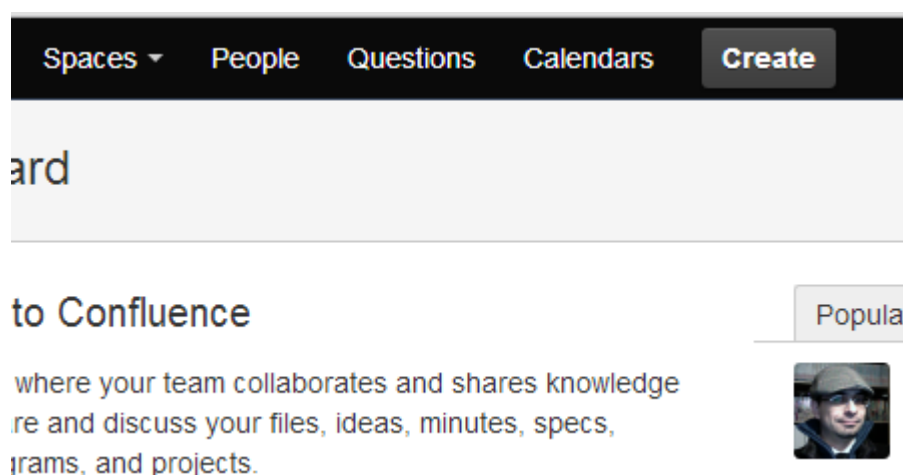 Spaces People Questions Calendars Create
ard
to Confluence
Popula
where your team collaborates and shares knowledge
re and discuss your files, ideas, minutes, specs,
grams, and projects.